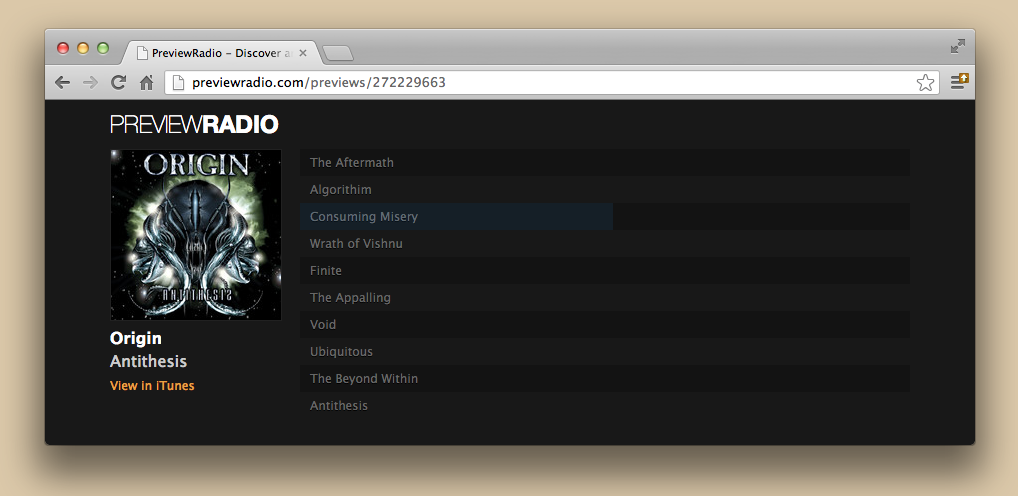 PreviewRadio – Discover a
previewradio.com/previews/272229663
PREVIEWRADIO
ORIGIN
ANTITHESIS
Origin
Antithesis
View in iTunes
The Aftermath
Algorithim
Consuming Misery
Wrath of Vishnu
Finite
The Appalling
Void
Ubiquitous
The Beyond Within
Antithesis